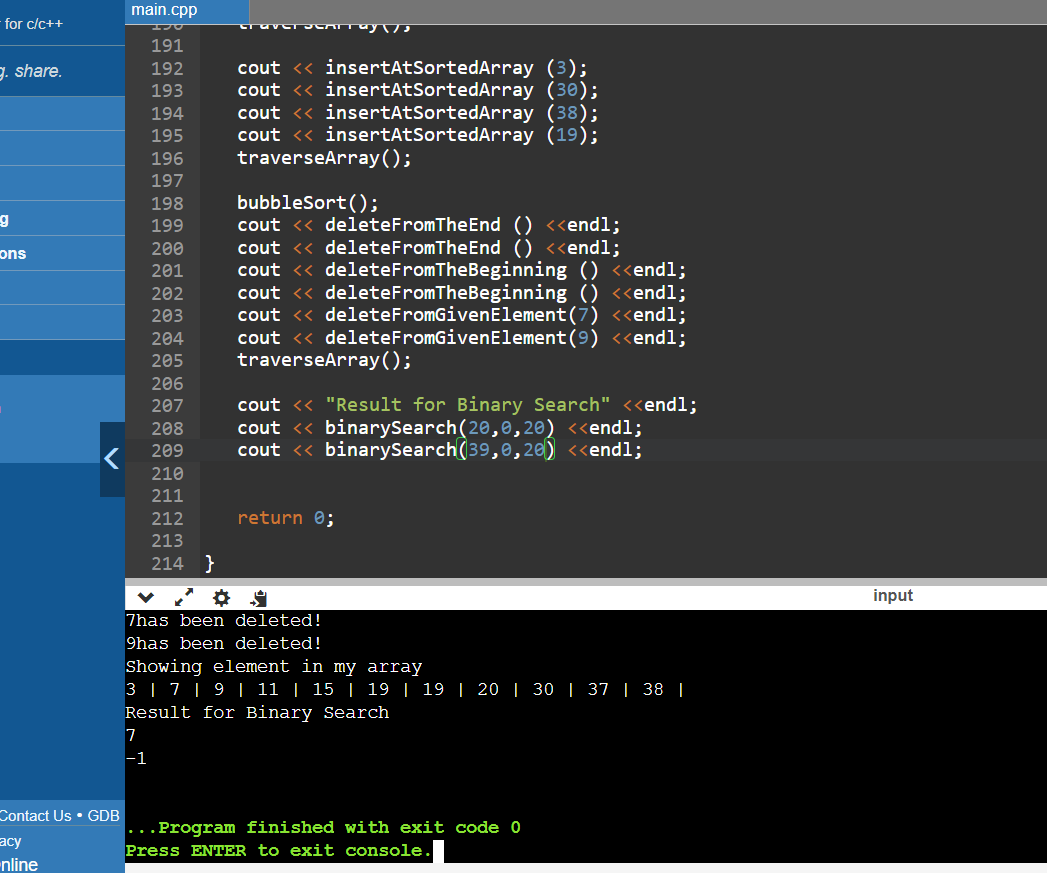 main.cpp
for c/c++
g. share.
g
ons
Contact Us • GDB
acy
nline
190 traverseArray();
191
192 cout << insertAtSortedArray (3);
193 cout << insertAtSortedArray (30);
194 cout << insertAtSortedArray (38);
195 cout << insertAtSortedArray (19);
196 traverseArray();
197
198 bubbleSort();
199 cout << deleteFromTheEnd () <<endl;
200 cout << deleteFromTheEnd () <<endl;
201 cout << deleteFromTheBeginning () <<endl;
202 cout << deleteFromTheBeginning () <<endl;
203 cout << deleteFromGivenElement(7) <<endl;
204 cout << deleteFromGivenElement(9) <<endl;
205 traverseArray();
206
207 cout << "Result for Binary Search" <<endl;
208 cout << binarySearch(20,0,20) <<endl;
209 cout << binarySearch(39,0,20) <<endl;
210
211
212 return 0;
213
214 }
input
7has been deleted!
9has been deleted!
Showing element in my array
3 | 7 | 9 | 11 | 15 | 19 | 19 | 20 | 30 | 37 | 38 |
Result for Binary Search
7
-1
...Program finished with exit code 0
Press ENTER to exit console.